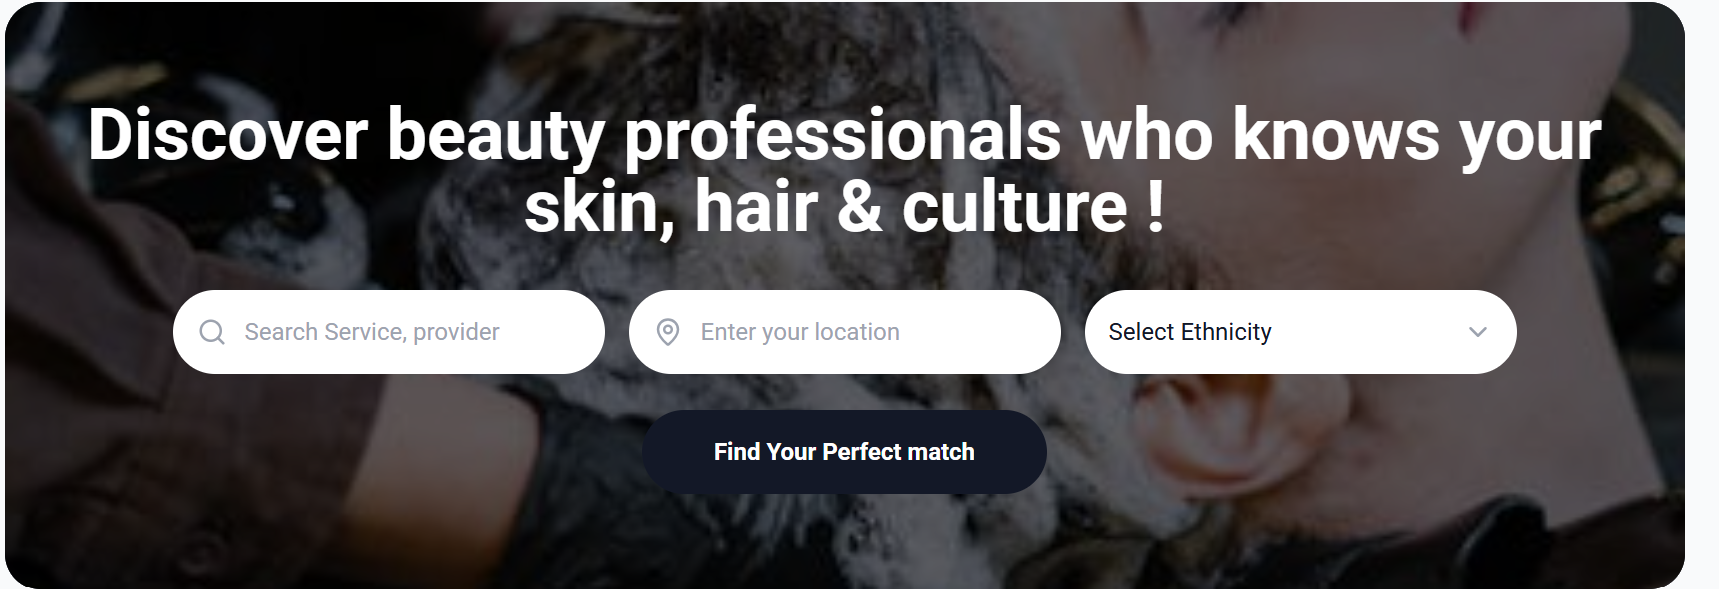 Discover beauty professionals who knows your
skin, hair & culture !
Search Service, provider
Enter your location
Select Ethnicity
Find Your Perfect match